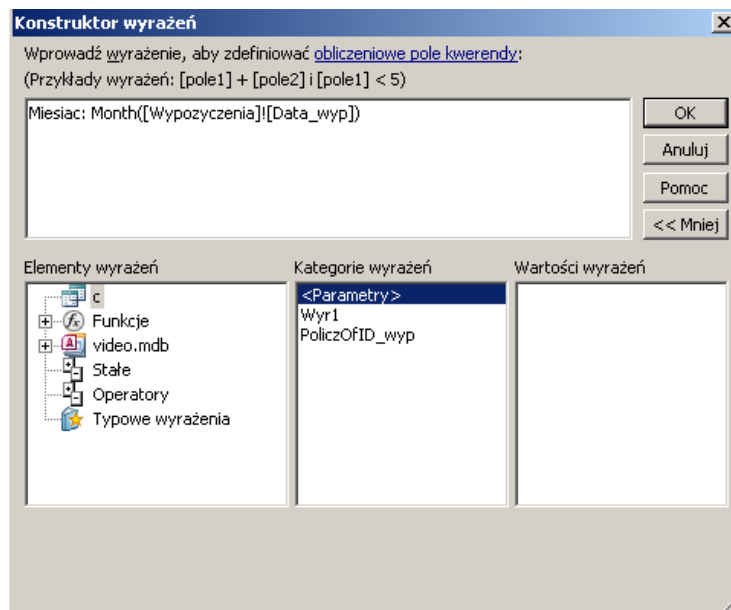 Konstruktor wyrażeń
Wprowadź wyrażenie, aby zdefiniować obliczeniowe pole kwerendy:
(Przykłady wyrażeń: [pole1] + [pole2] i [pole1] < 5)
Miesiac: Month([Wypozyczenia]![Data_wyp])
OK
Anuluj
Pomoc
<< Mniej
Elementy wyrażeń
Kategorie wyrażeń
Wartości wyrażeń
c
Funkcje
video.mdb
Stałe
Operatory
Typowe wyrażenia
<Parametry>
Wyr1
PoliczOfID_wyp